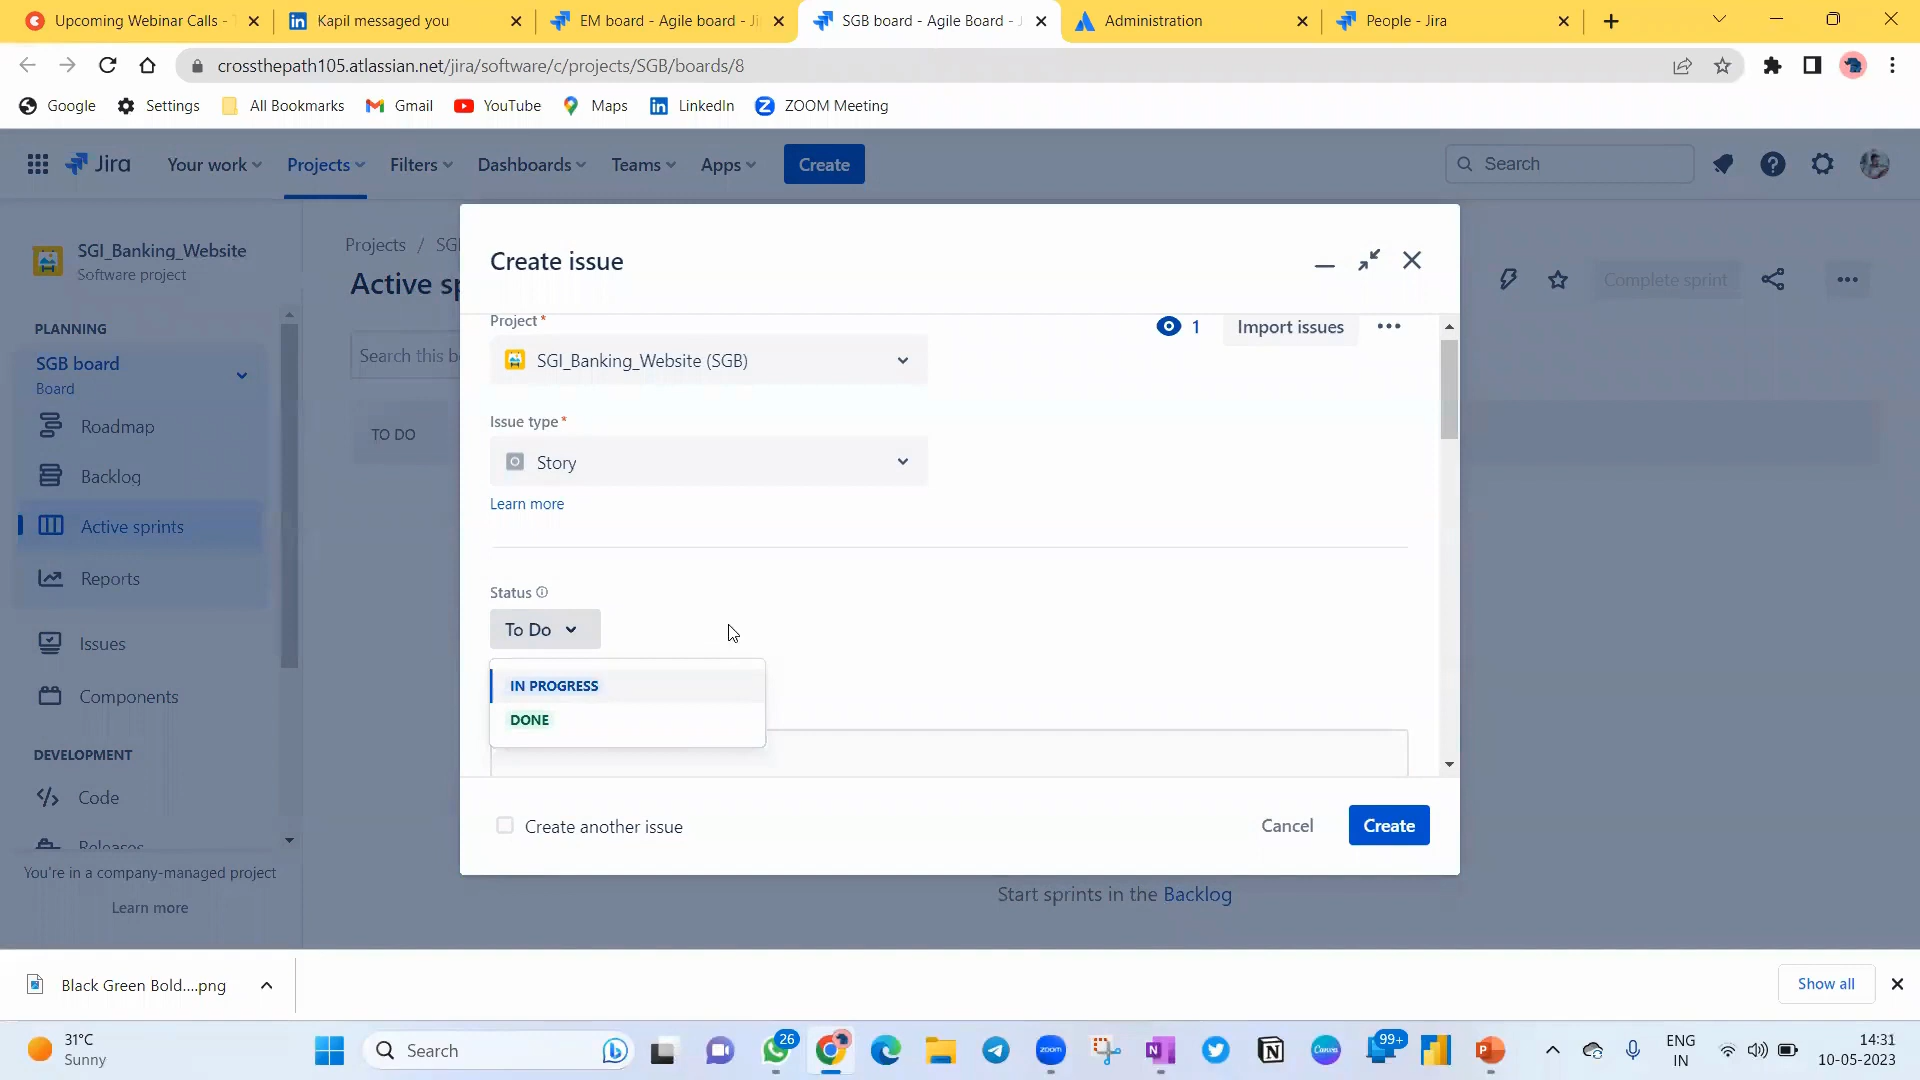 Upcoming Webinar Calls - T
Kapil messaged you
EM board - Agile board - Ji
SGB board - Agile Board - J
Administration
People - Jira
crossthepath105.atlassian.net/jira/software/c/projects/SGB/boards/8
Google
Settings
All Bookmarks
Gmail
YouTube
Maps
LinkedIn
ZOOM Meeting
Jira
Your work
Projects
Filters
Dashboards
Teams
Apps
Create
Search
SGI_Banking_Website
Software project
PLANNING
SGB board
Board
Roadmap
Backlog
Active sprints
Reports
Issues
Components
DEVELOPMENT
Code
Releases
You're in a company-managed project
Learn more
Projects / SG
Active sp
Complete sprint
Search this b
TO DO
Create issue
Project *
1
Import issues
SGI_Banking_Website (SGB)
Issue type *
Story
Learn more
Status
To Do
IN PROGRESS
DONE
Create another issue
Cancel
Create
Start sprints in the Backlog
Black Green Bold....png
Show all
31°C
Sunny
Search
26
zoom
Canva
99+
ENG
IN
14:31
10-05-2023